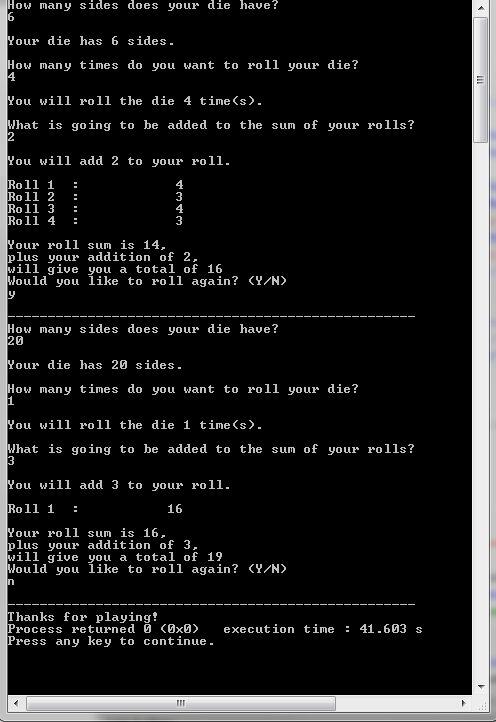 How many sides does your die have?
6
Your die has 6 sides.
How many times do you want to roll your die?
4
You will roll the die 4 time(s).
What is going to be added to the sum of your rolls?
2
You will add 2 to your roll.
Roll 1  :            4
Roll 2  :            3
Roll 3  :            4
Roll 4  :            3
Your roll sum is 14,
plus your addition of 2,
will give you a total of 16
Would you like to roll again? (Y/N)
y
___________________________________________________
How many sides does your die have?
20
Your die has 20 sides.
How many times do you want to roll your die?
1
You will roll the die 1 time(s).
What is going to be added to the sum of your rolls?
3
You will add 3 to your roll.
Roll 1  :           16
Your roll sum is 16,
plus your addition of 3,
will give you a total of 19
Would you like to roll again? (Y/N)
n
___________________________________________________
Thanks for playing!
Process returned 0 (0x0)   execution time : 41.603 s
Press any key to continue.